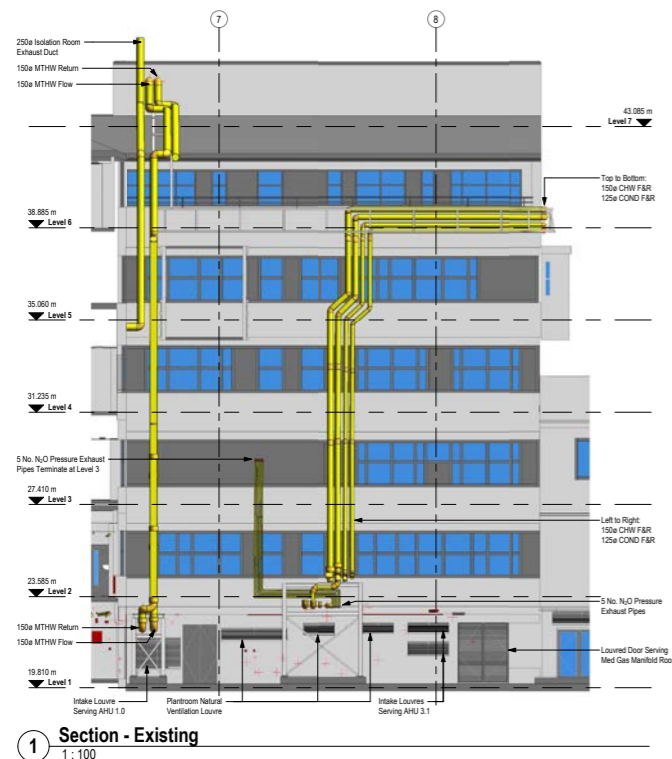 7
8
250ø Isolation Room
Exhaust Duct
150ø MTHW Return
150ø MTHW Flow
43.085 m
Level 7
Top to Bottom:
150ø CHW F&R
125ø COND F&R
38.885 m
Level 6
35.060 m
Level 5
31.235 m
Level 4
5 No. N₂O Pressure Exhaust
Pipes Terminate at Level 3
27.410 m
Level 3
Left to Right:
150ø CHW F&R
125ø COND F&R
23.585 m
Level 2
5 No. N₂O Pressure
Exhaust Pipes
150ø MTHW Return
150ø MTHW Flow
Louvred Door Serving
Med Gas Manifold Roo
19.810 m
Level 1
Intake Louvre
Serving AHU 1.0
Plantroom Natural
Ventilation Louvre
Intake Louvres
Serving AHU 3.1
1
Section - Existing
1 : 100